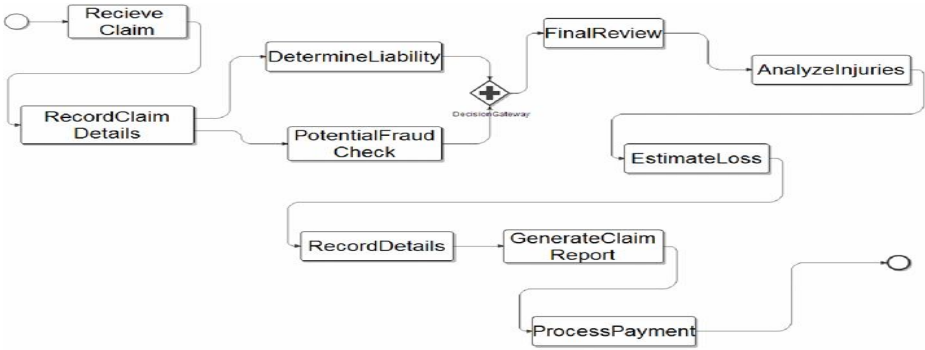 Recieve
Claim
FinalReview
DetermineLiability
AnalyzeInjuries
DecisionGateway
RecordClaim
Details
PotentialFraud
Check
EstimateLoss
RecordDetails
GenerateClaim
Report
ProcessPayment